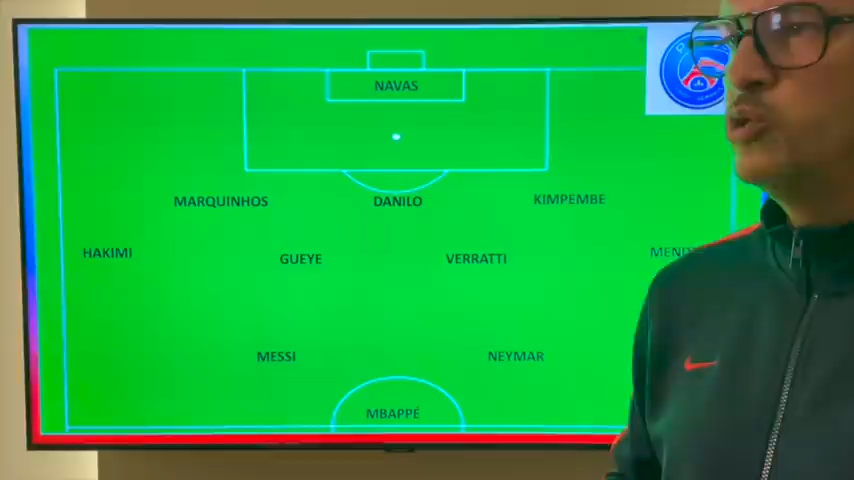 NAVAS
MARQUINHOS DANILO KIMPEMBE
HAKIMI GUEYE VERRATTI
MESSI NEYMAR
MBAPPÉ